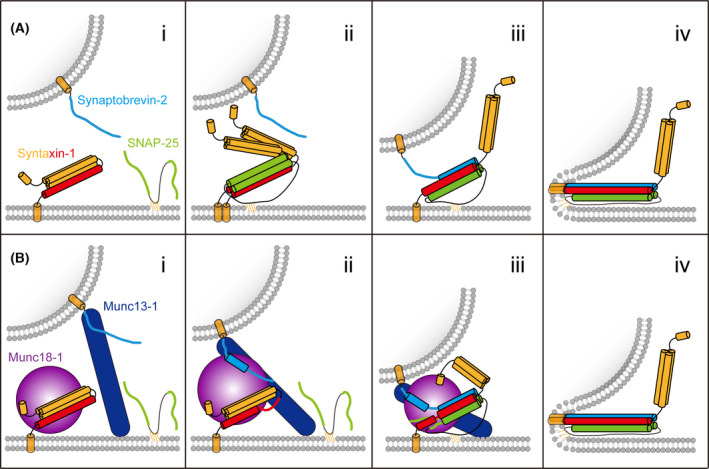 (A)
i
ii
iii
iv
Synaptobrevin-2
SNAP-25
Syntaxin-1
(B)
i
ii
iii
iv
Munc13-1
Munc18-1